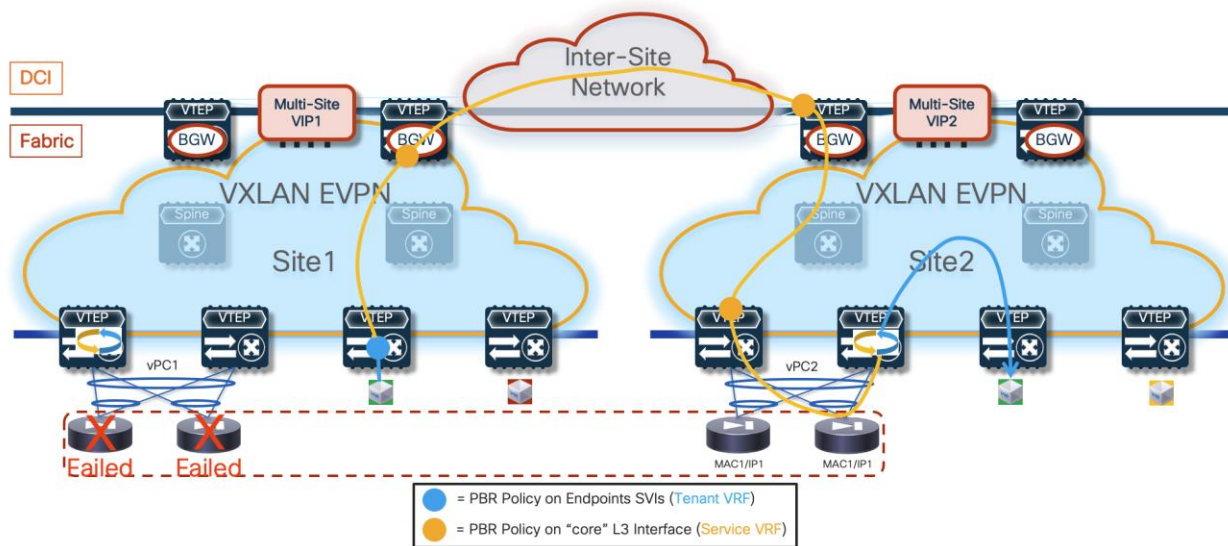 DCI
Fabric
Inter-Site
Network
VTEP
BGW
Multi-Site
VIP1
VTEP
BGW
VTEP
BGW
Multi-Site
VIP2
VTEP
BGW
VXLAN EVPN
VXLAN EVPN
Spine
Spine
Spine
Spine
Site1
Site2
VTEP
VTEP
VTEP
VTEP
VTEP
VTEP
VTEP
VTEP
vPC1
vPC2
Eailed
Eailed
MAC1/IP1
MAC1/IP1
= PBR Policy on Endpoints SVIs (Tenant VRF)
= PBR Policy on “core” L3 Interface (Service VRF)